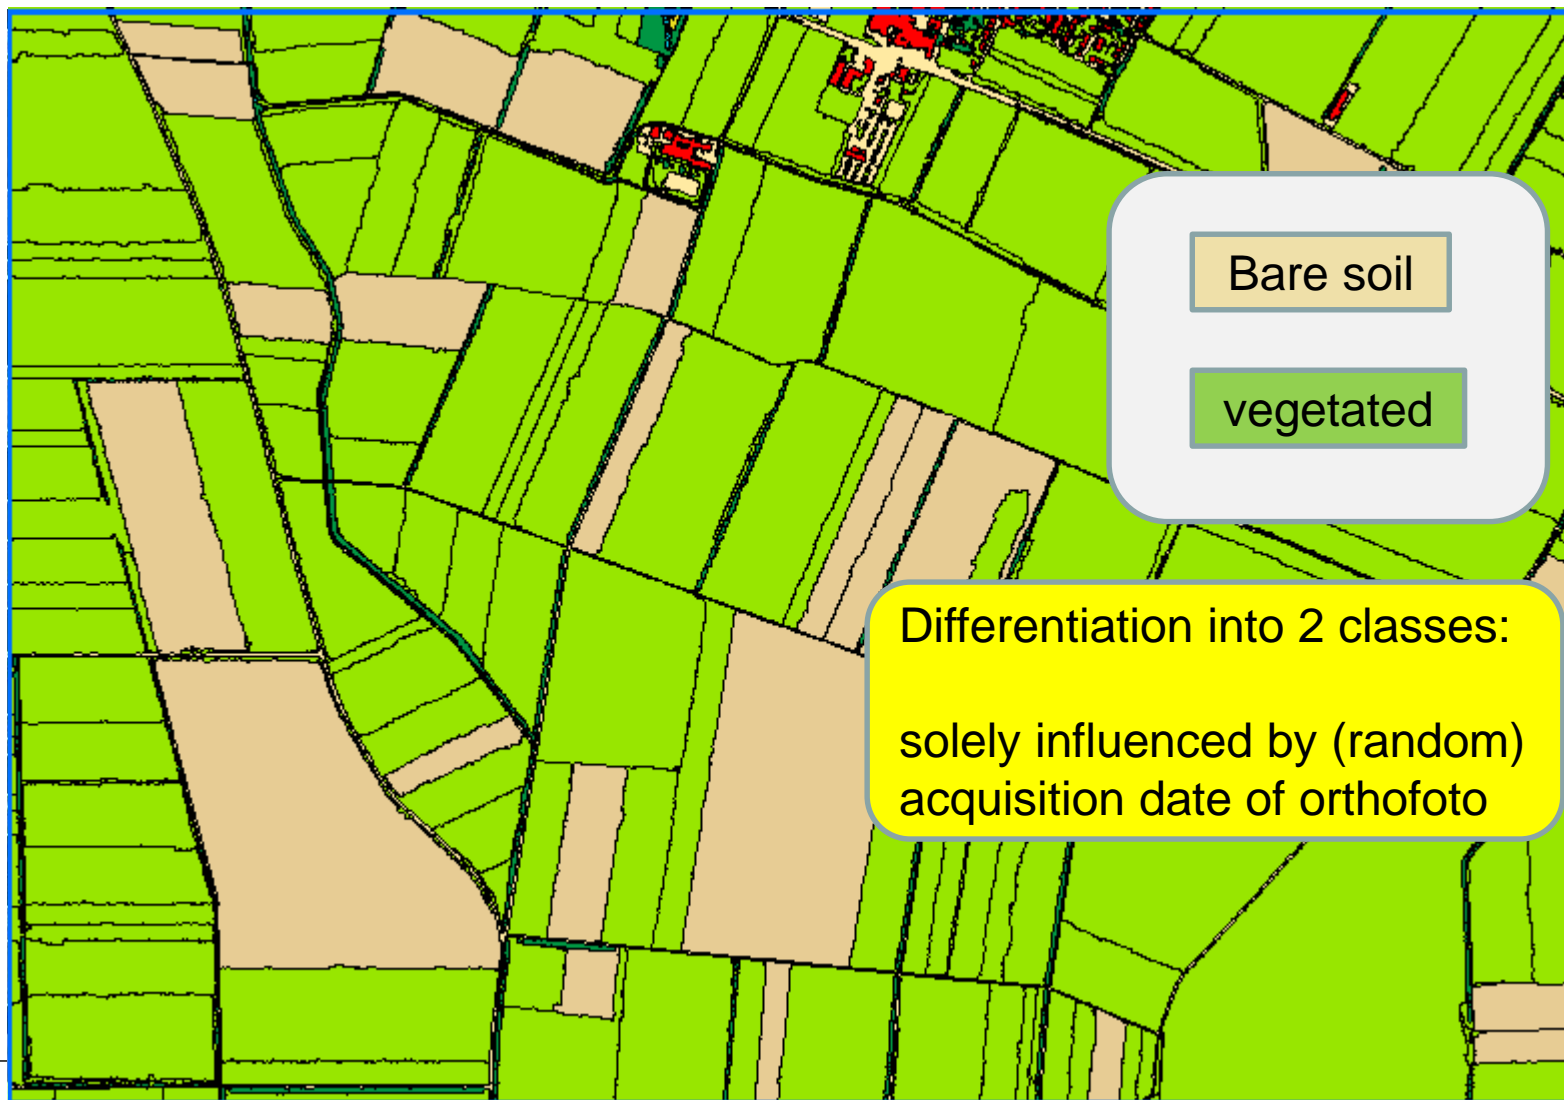 Bare soil
vegetated
Differentiation into 2 classes:
solely influenced by (random)
acquisition date of orthofoto